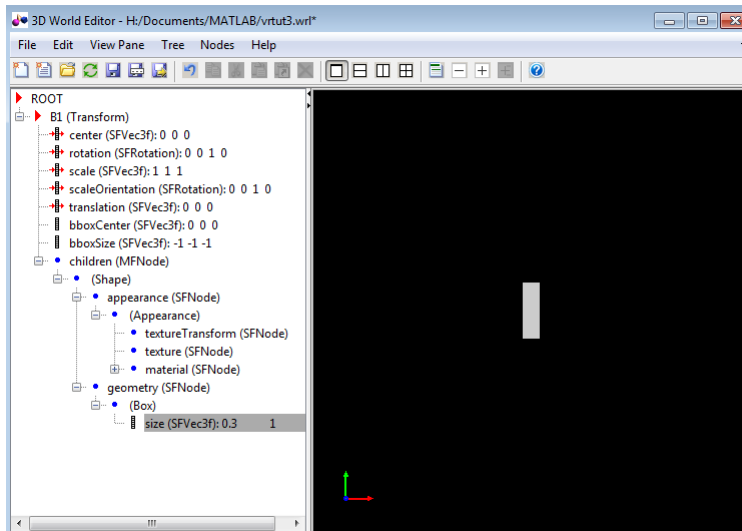 3D World Editor - H:/Documents/MATLAB/vrtut3.wrl*
File Edit View Pane Tree Nodes Help
ROOT
B1 (Transform)
center (SFVec3f): 0 0 0
rotation (SFRotation): 0 0 1 0
scale (SFVec3f): 1 1 1
scaleOrientation (SFRotation): 0 0 1 0
translation (SFVec3f): 0 0 0
bboxCenter (SFVec3f): 0 0 0
bboxSize (SFVec3f): -1 -1 -1
children (MFNode)
(Shape)
appearance (SFNode)
(Appearance)
textureTransform (SFNode)
texture (SFNode)
material (SFNode)
geometry (SFNode)
(Box)
size (SFVec3f): 0.3 1